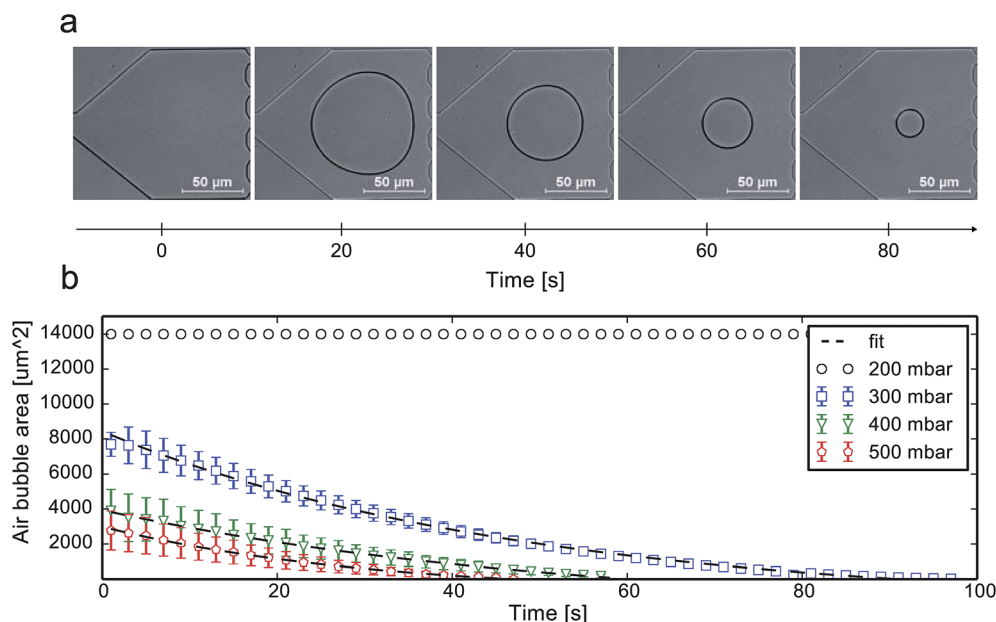 a
50 µm 50 µm 50 µm 50 µm 50 µm
0 20 40 60 80
Time [s]
b
Air bubble area [um^2]
14000
12000
10000
8000
6000
4000
2000
fit
200 mbar
300 mbar
400 mbar
500 mbar
0 20 40 60 80 100
Time [s]